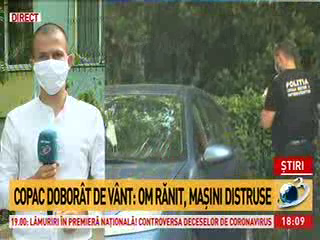 DIRECT
POLIȚIA
ȘTIRI
COPAC DOBORÂT DE VÂNT: OM RĂNIT, MAȘINI DISTRUSE
19.00: LĂMURIRI ÎN PREMIERĂ NAȚIONALĂ! CONTROVERSA DECESELOR DE CORONAVIRUS
18:09